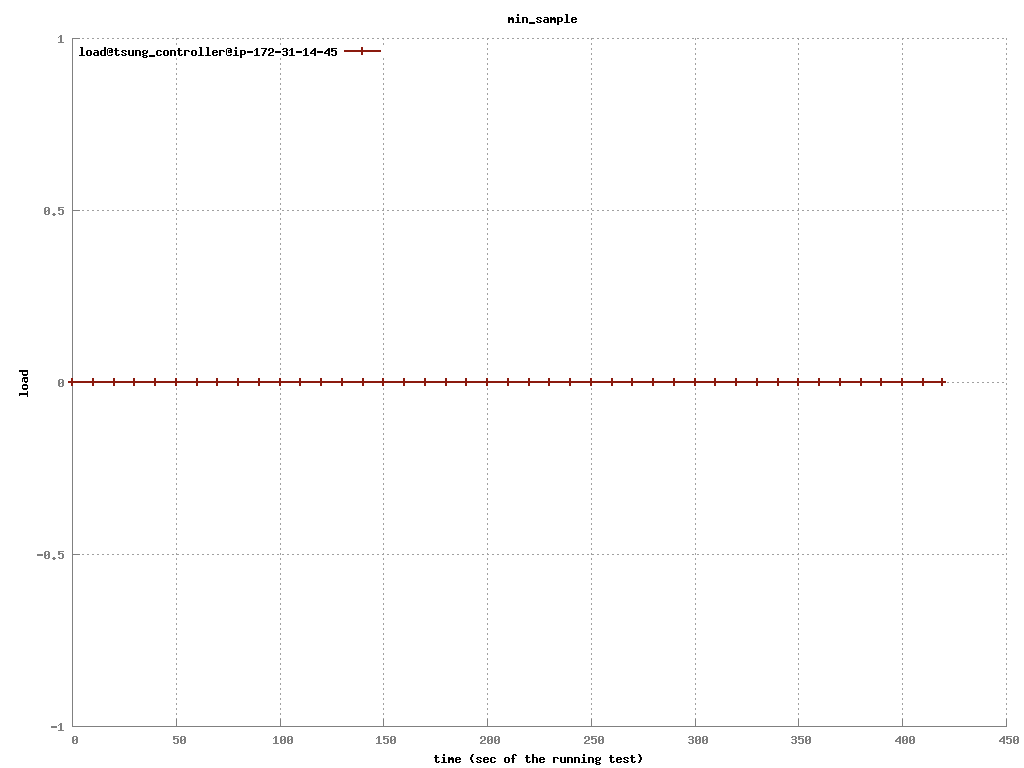 min_sample
load@tsung_controller@ip-172-31-14-45
1
0.5
0
-0.5
-1
load
0 50 100 150 200 250 300 350 400 450
time (sec of the running test)